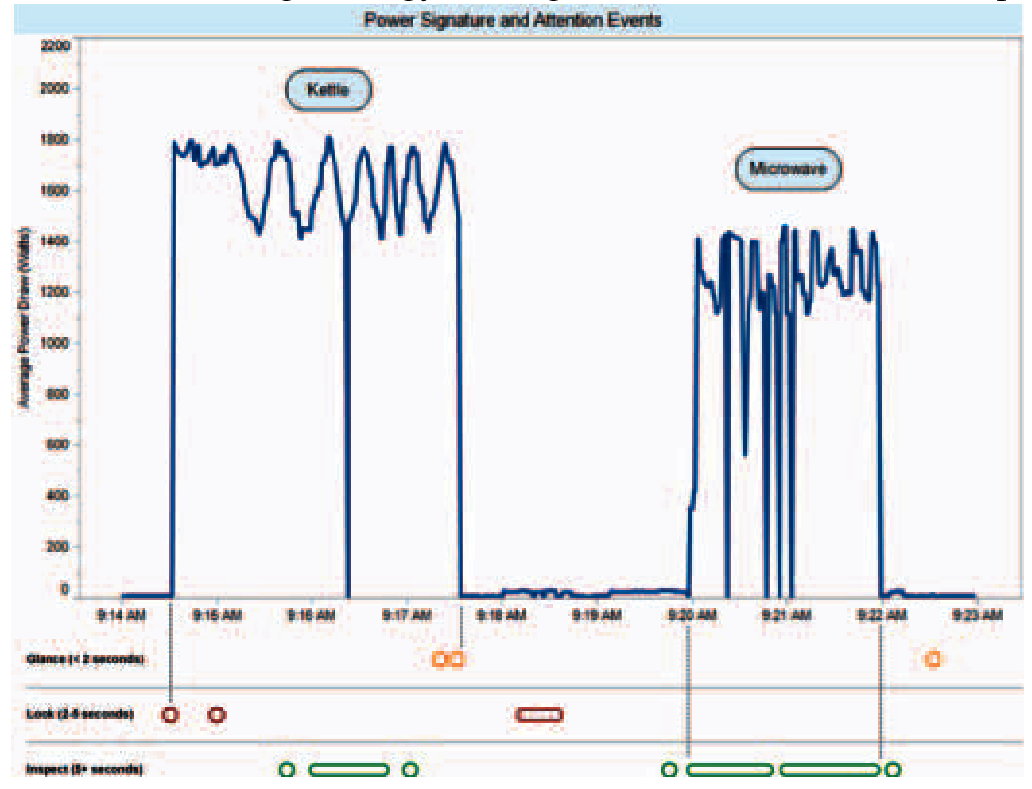 Power Signature and Attention Events
2200
2000
Kettle
1800
Microwave
1600
1400
1200
1000
800
600
400
200
0
Average Power Draw (Watts)
9:14 AM 9:15 AM 9:16 AM 9:17 AM 9:18 AM 9:19 AM 9:20 AM 9:21 AM 9:22 AM 9:23 AM
Glance (< 2 seconds)
Look (2-5 seconds)
Inspect (5+ seconds)